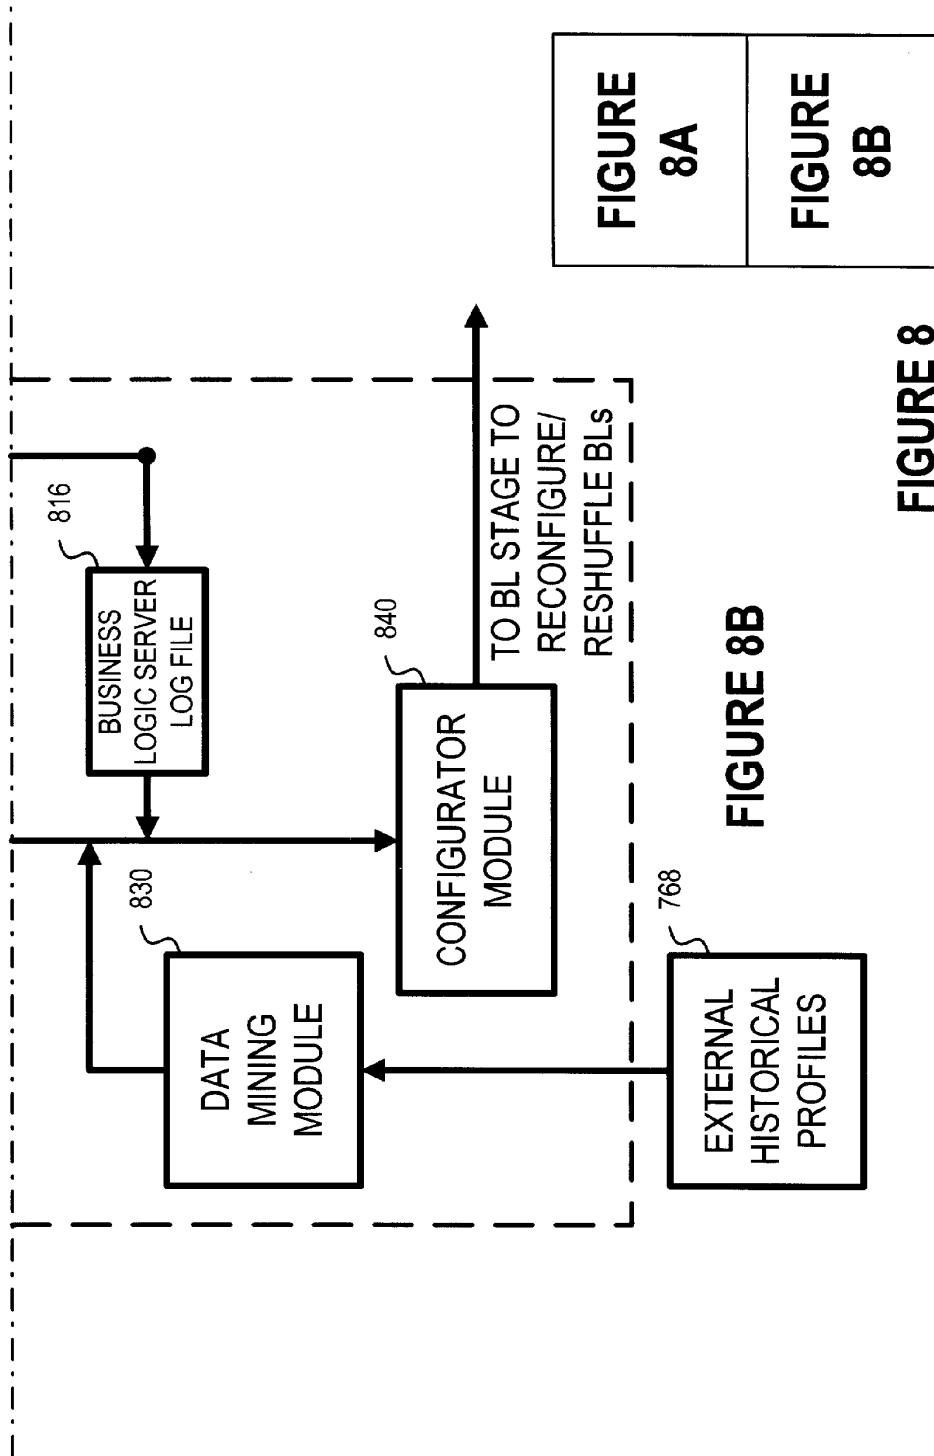 816
BUSINESS
LOGIC SERVER
LOG FILE
830
DATA
MINING
MODULE
840
CONFIGURATOR
MODULE
TO BL STAGE TO
RECONFIGURE/
RESHUFFLE BLs
768
EXTERNAL
HISTORICAL
PROFILES
FIGURE 8B
FIGURE
8A
FIGURE
8B
FIGURE 8